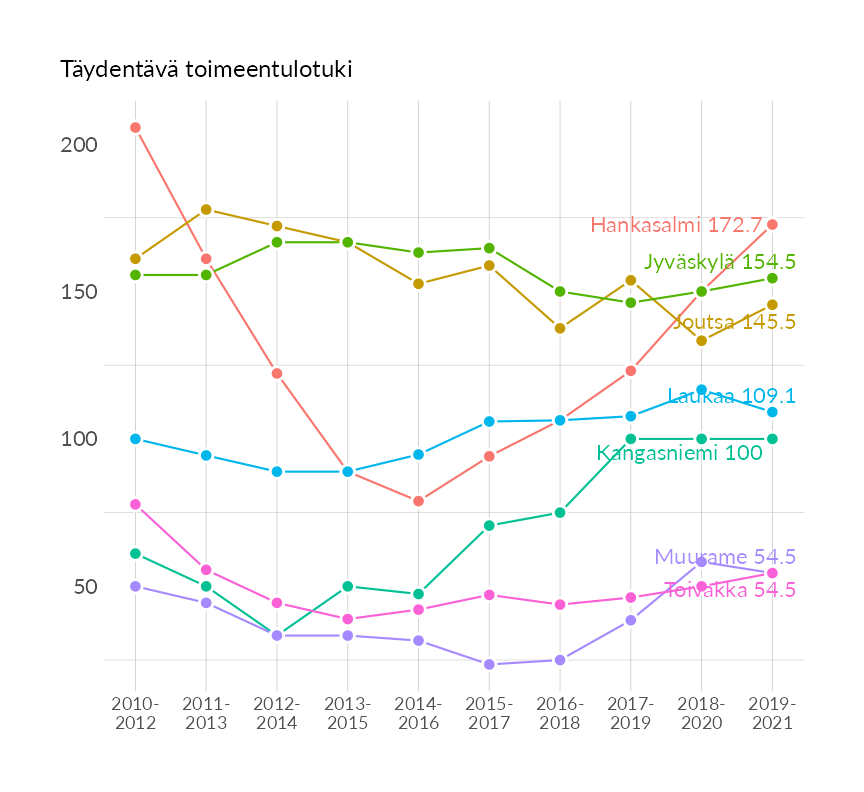 Täydentävä toimeentulotuki
200
150
100
50
Hankasalmi 172.7
Jyväskylä 154.5
Joutsa 145.5
Laukaa 109.1
Kangasniemi 100
Muurame 54.5
Toivakka 54.5
2010- 2011- 2012- 2013- 2014- 2015- 2016- 2017- 2018- 2019-
2012 2013 2014 2015 2016 2017 2018 2019 2020 2021